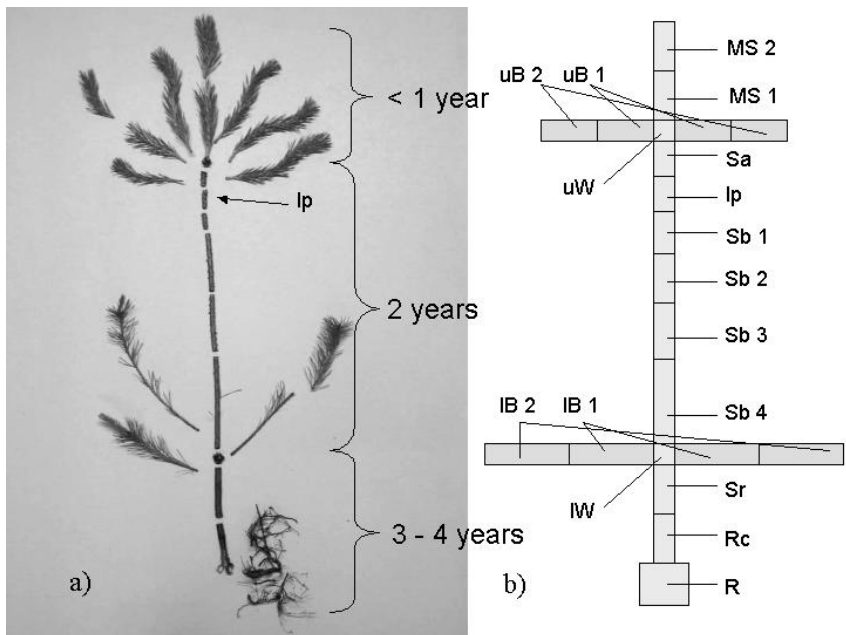 < 1 year
Ip
2 years
3 - 4 years
a)
MS 2
uB 2 uB 1
MS 1
Sa
uW
Ip
Sb 1
Sb 2
Sb 3
lB 2 lB 1
Sb 4
Sr
lW
Rc
b)
R